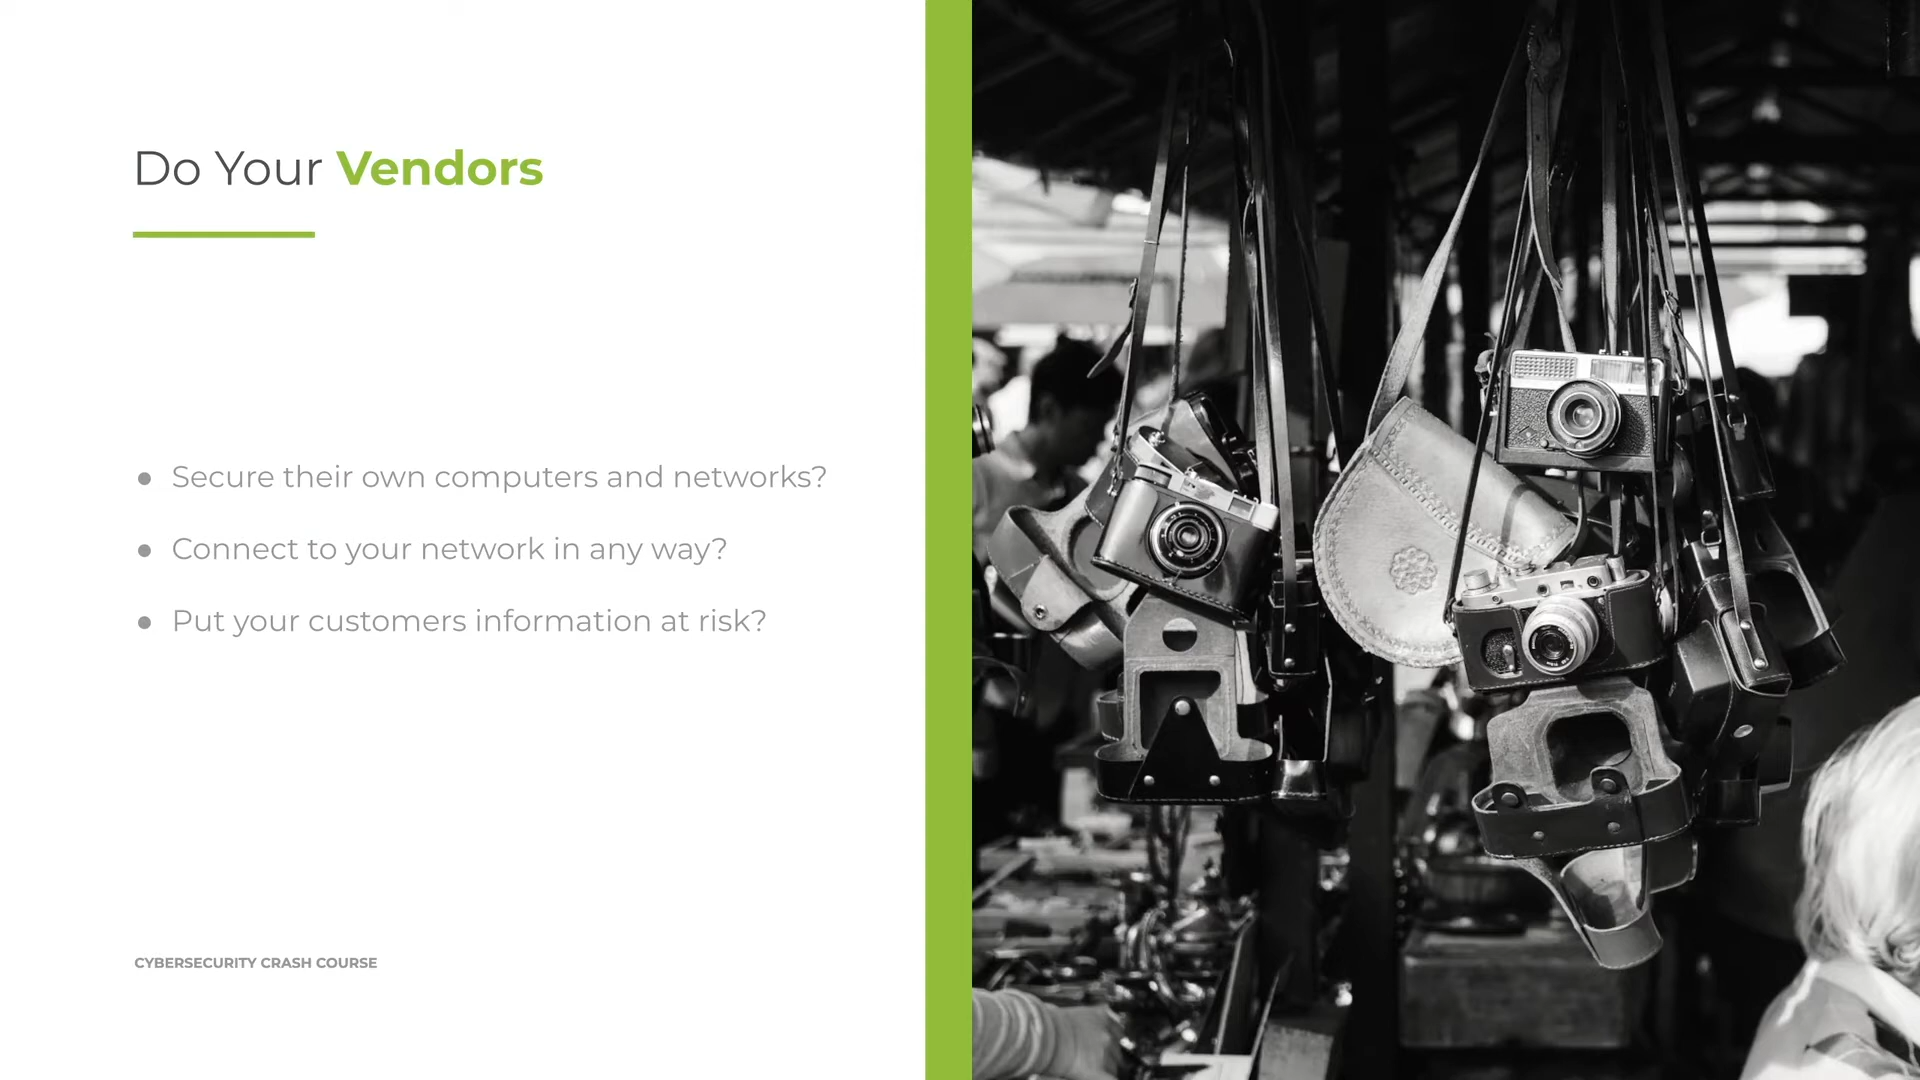 Do Your Vendors
● Secure their own computers and networks?
● Connect to your network in any way?
● Put your customers information at risk?
CYBERSECURITY CRASH COURSE